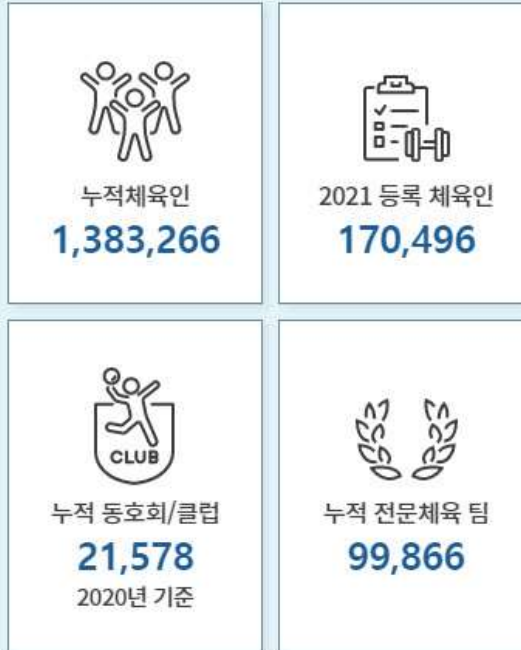 누적체육인
1,383,266
2021 등록 체육인
170,496
CLUB
누적 동호회/클럽
21,578
2020년 기준
누적 전문체육 팀
99,866